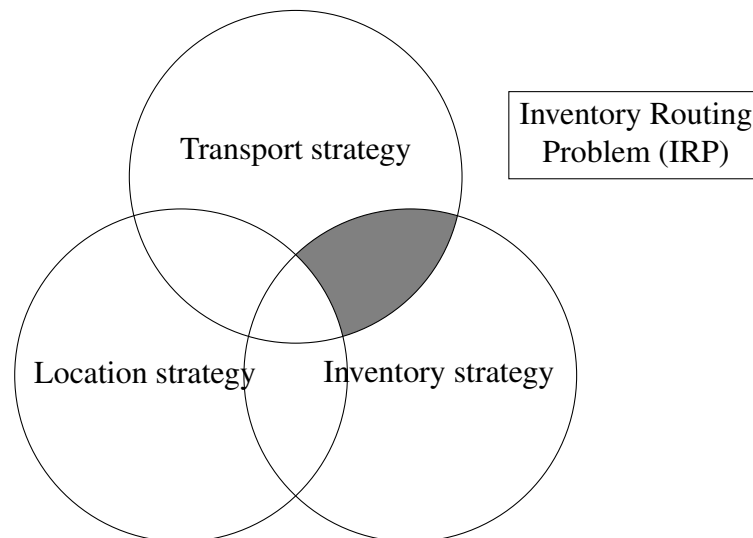 Inventory Routing
Problem (IRP)
Transport strategy
Location strategy
Inventory strategy